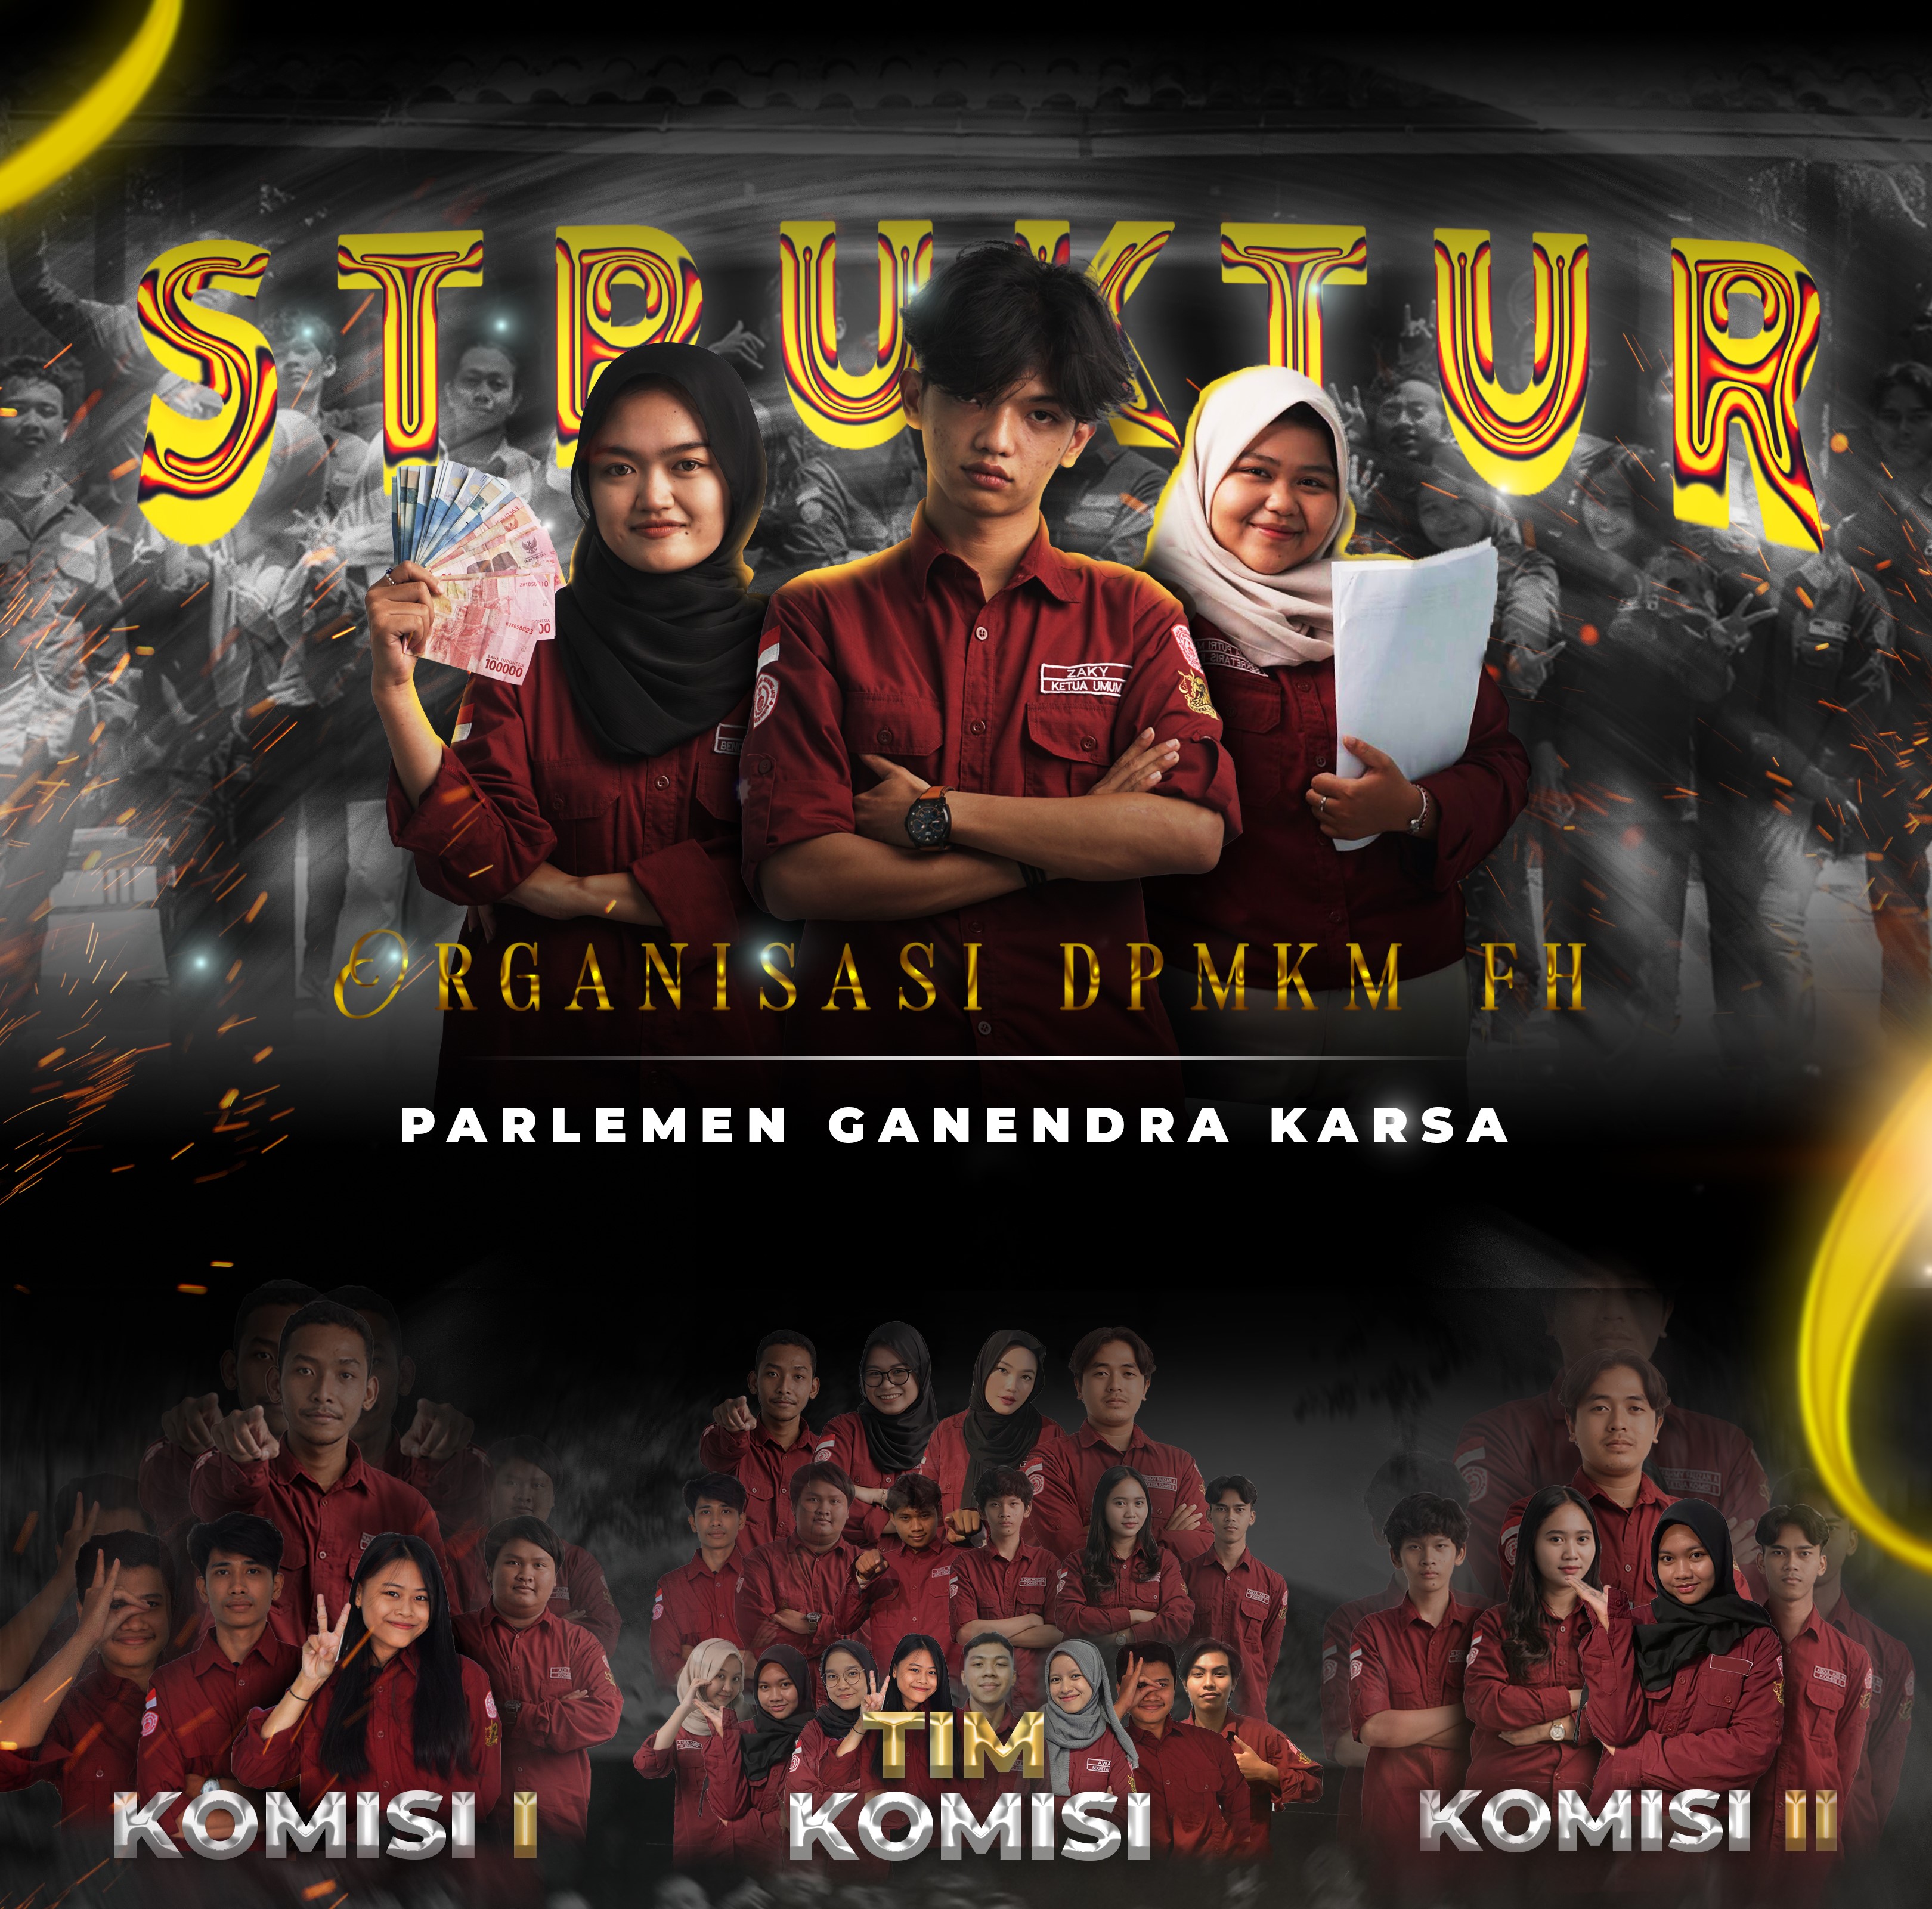 STRUKTUR
100000
ZAKY
KETUA UMUM
ORGANISASI DPMKM FH
PARLEMEN GANENDRA KARSA
KOMISI I
TIM
KOMISI
KOMISI II